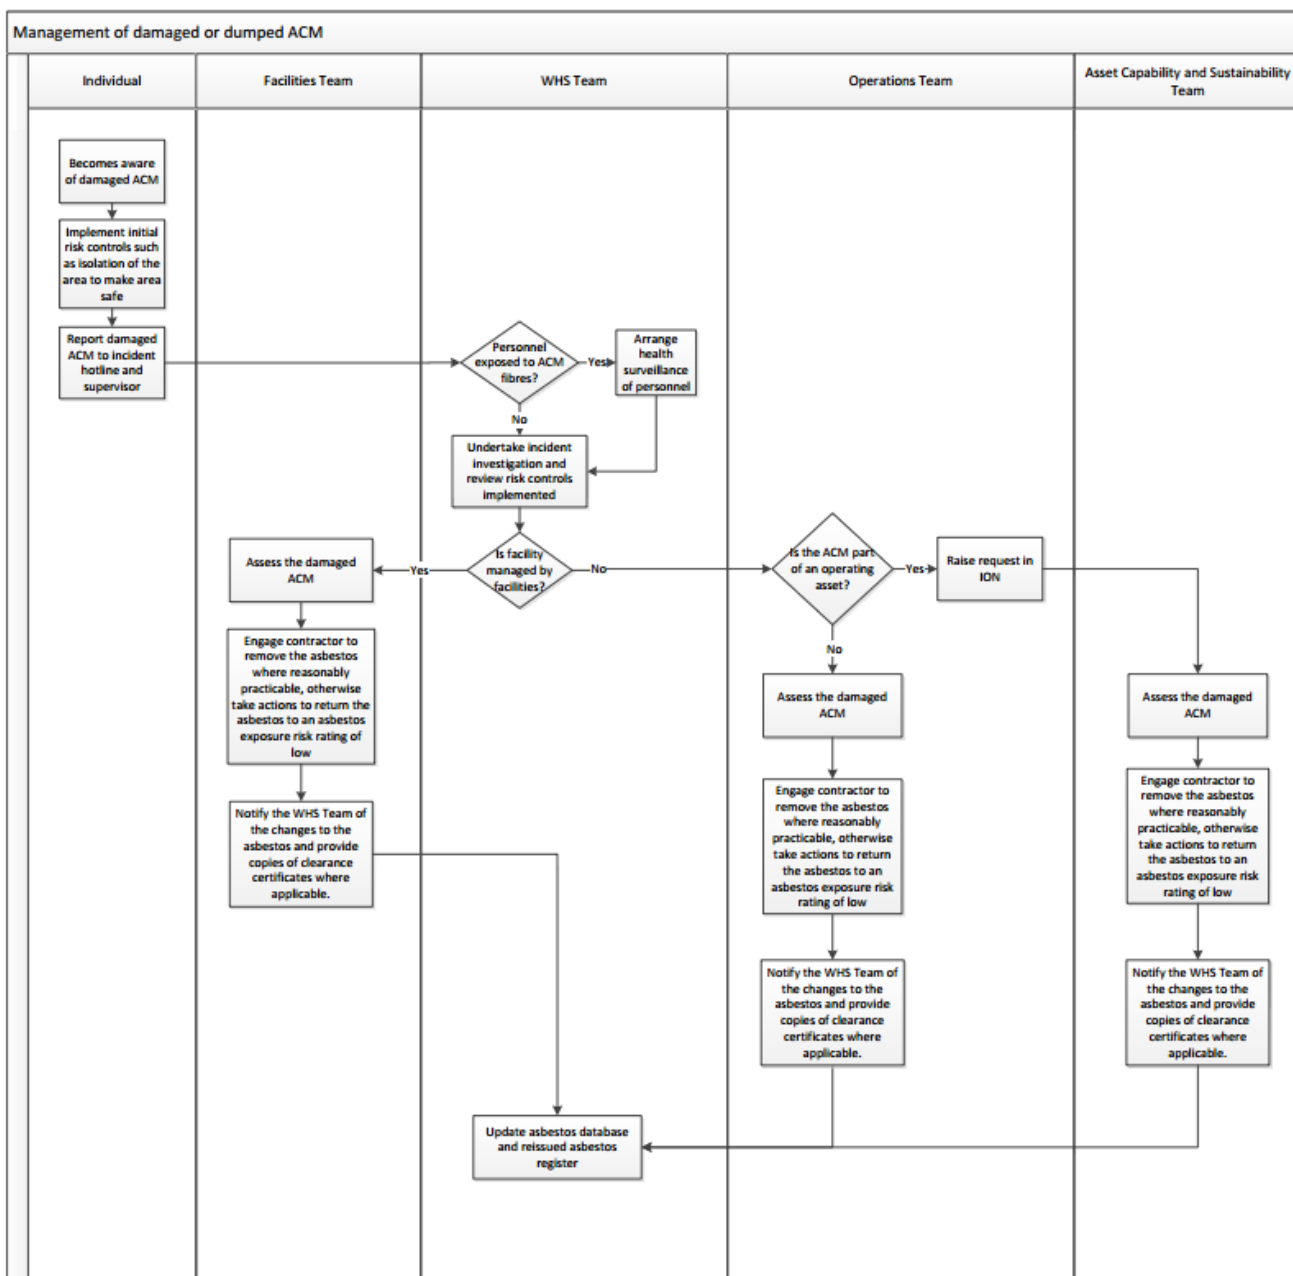 Management of damaged or dumped ACM
Individual
Facilities Team
WHS Team
Operations Team
Asset Capability and Sustainability
Team
Becomes aware
of damaged ACM
Implement initial
risk controls such
as isolation of the
area to make area
safe
Report damaged
ACM to incident
hotline and
supervisor
Personnel
exposed to ACM
fibres?
Yes
Arrange
health
surveillance
of personnel
No
Undertake incident
investigation and
review risk controls
implemented
Is facility
managed by
facilities?
Yes
No
Assess the damaged
ACM
Engage contractor to
remove the asbestos
where reasonably
practicable, otherwise
take actions to return the
asbestos to an asbestos
exposure risk rating of
low
Notify the WHS Team of
the changes to the
asbestos and provide
copies of clearance
certificates where
applicable.
Is the ACM part
of an operating
asset?
Yes
Raise request in
ION
No
Assess the damaged
ACM
Engage contractor to
remove the asbestos
where reasonably
practicable, otherwise
take actions to return
the asbestos to an
asbestos exposure risk
rating of low
Notify the WHS Team of
the changes to the
asbestos and provide
copies of clearance
certificates where
applicable.
Assess the damaged
ACM
Engage contractor to
remove the asbestos
where reasonably
practicable, otherwise
take actions to return
the asbestos to an
asbestos exposure risk
rating of low
Notify the WHS Team of
the changes to the
asbestos and provide
copies of clearance
certificates where
applicable.
Update asbestos database
and reissued asbestos
register